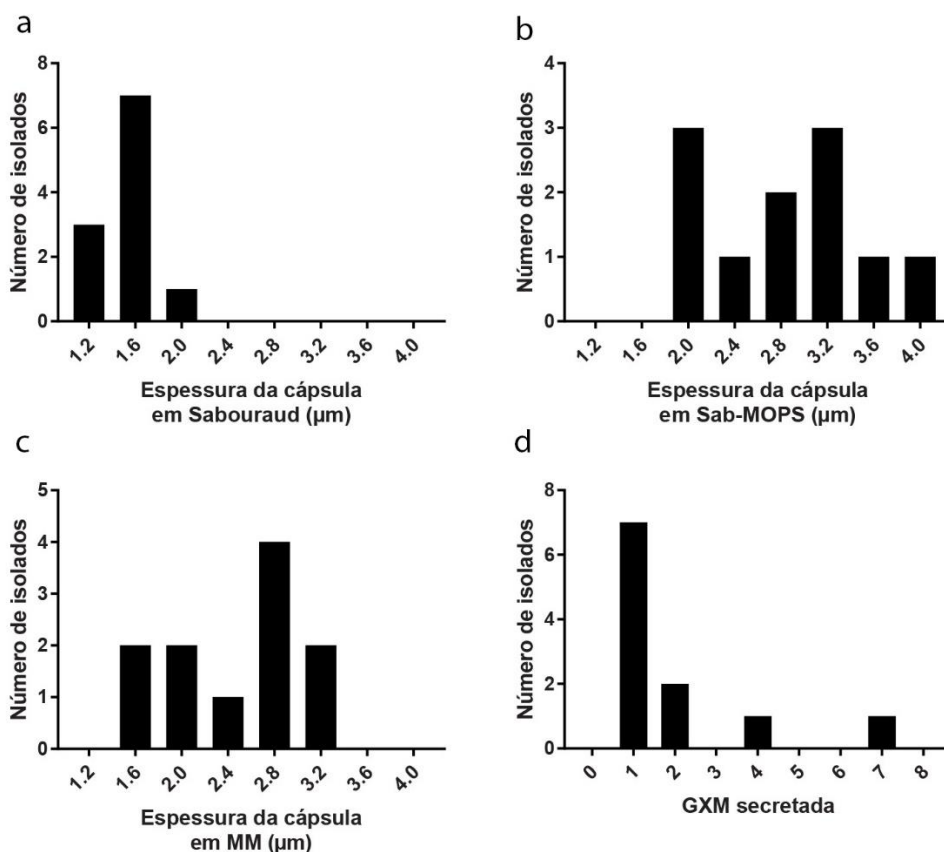 a
Número de isolados
8
6
4
2
0
1.2 1.6 2.0 2.4 2.8 3.2 3.6 4.0
Espessura da cápsula
em Sabouraud (µm)
b
Número de isolados
4
3
2
1
0
1.2 1.6 2.0 2.4 2.8 3.2 3.6 4.0
Espessura da cápsula
em Sab-MOPS (µm)
c
Número de isolados
5
4
3
2
1
0
1.2 1.6 2.0 2.4 2.8 3.2 3.6 4.0
Espessura da cápsula
em MM (µm)
d
Número de isolados
8
6
4
2
0
0 1 2 3 4 5 6 7 8
GXM secretada